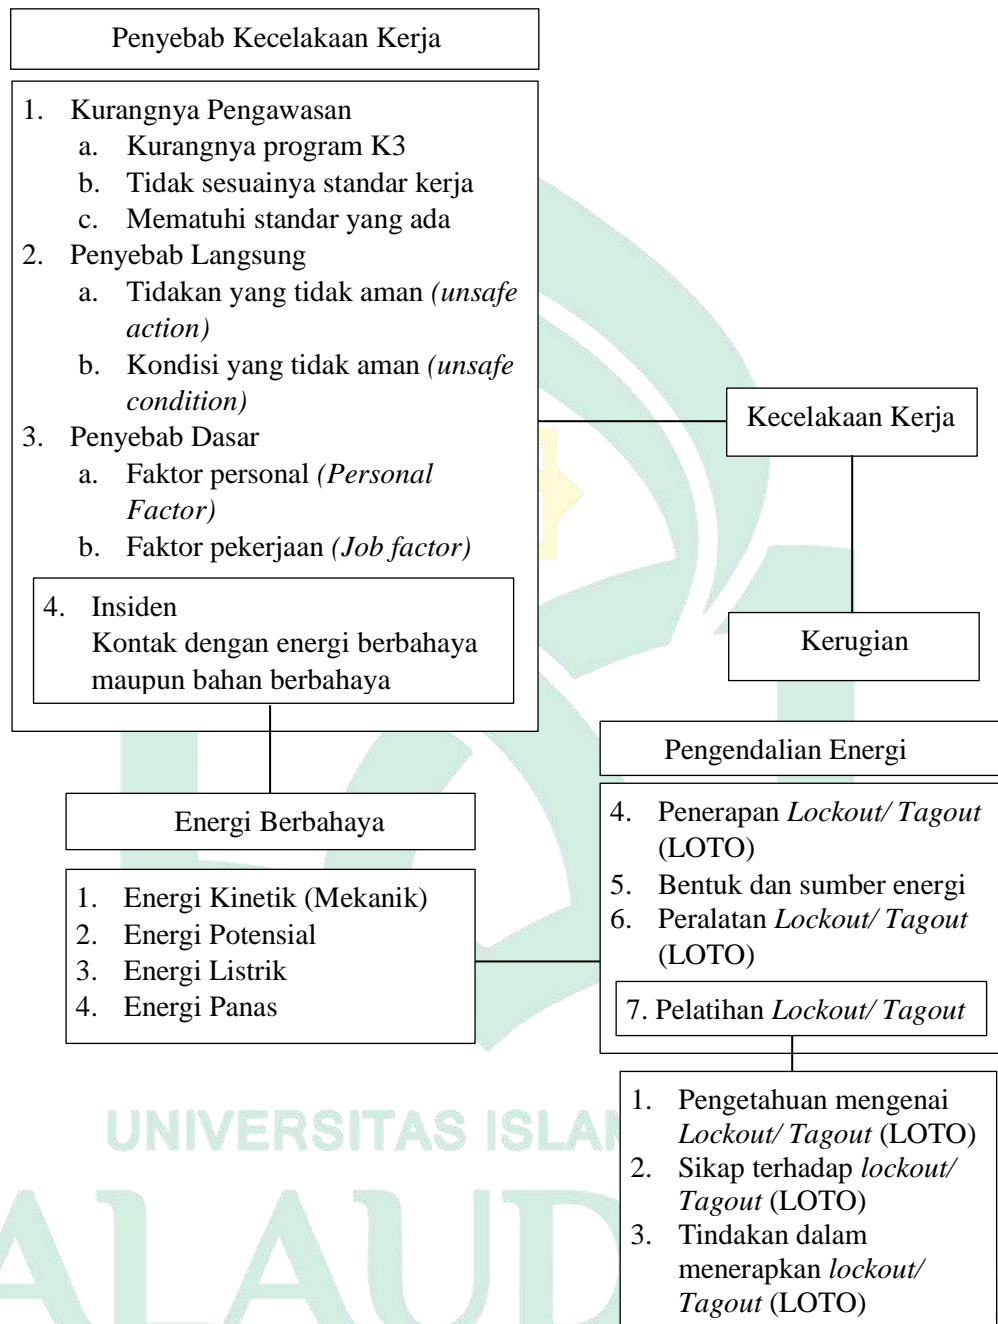 Penyebab Kecelakaan Kerja
1. Kurangnya Pengawasan
a. Kurangnya program K3
b. Tidak sesuainya standar kerja
c. Mematuhi standar yang ada
2. Penyebab Langsung
a. Tidakan yang tidak aman (unsafe
action)
b. Kondisi yang tidak aman (unsafe
condition)
3. Penyebab Dasar
a. Faktor personal (Personal
Factor)
b. Faktor pekerjaan (Job factor)
4. Insiden
Kontak dengan energi berbahaya
maupun bahan berbahaya
Kecelakaan Kerja
Kerugian
Energi Berbahaya
1. Energi Kinetik (Mekanik)
2. Energi Potensial
3. Energi Listrik
4. Energi Panas
Pengendalian Energi
4. Penerapan Lockout/ Tagout
(LOTO)
5. Bentuk dan sumber energi
6. Peralatan Lockout/ Tagout
(LOTO)
7. Pelatihan Lockout/ Tagout
1. Pengetahuan mengenai
Lockout/ Tagout (LOTO)
2. Sikap terhadap lockout/
Tagout (LOTO)
3. Tindakan dalam
menerapkan lockout/
Tagout (LOTO)
UNIVERSITAS ISLA
ALAUD